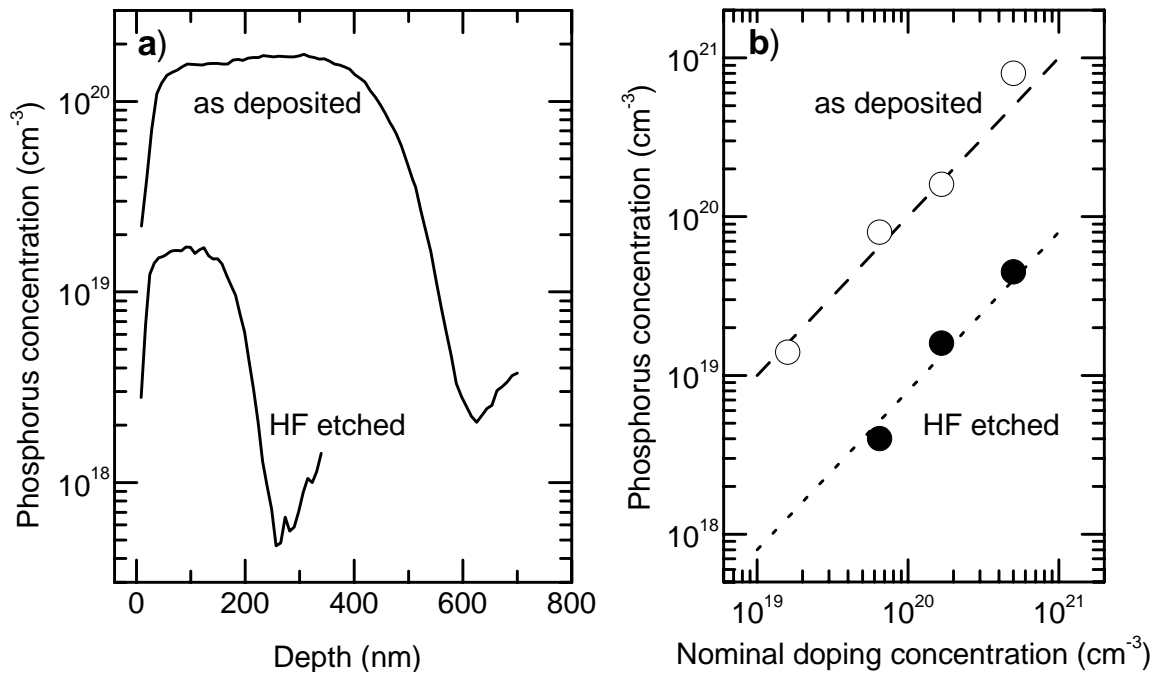 a)
as deposited
HF etched
10^20
10^19
10^18
0
200
400
600
800
Phosphorus concentration (cm^-3)
Depth (nm)
b)
as deposited
HF etched
10^21
10^20
10^19
10^18
10^19
10^20
10^21
Phosphorus concentration (cm^-3)
Nominal doping concentration (cm^-3)